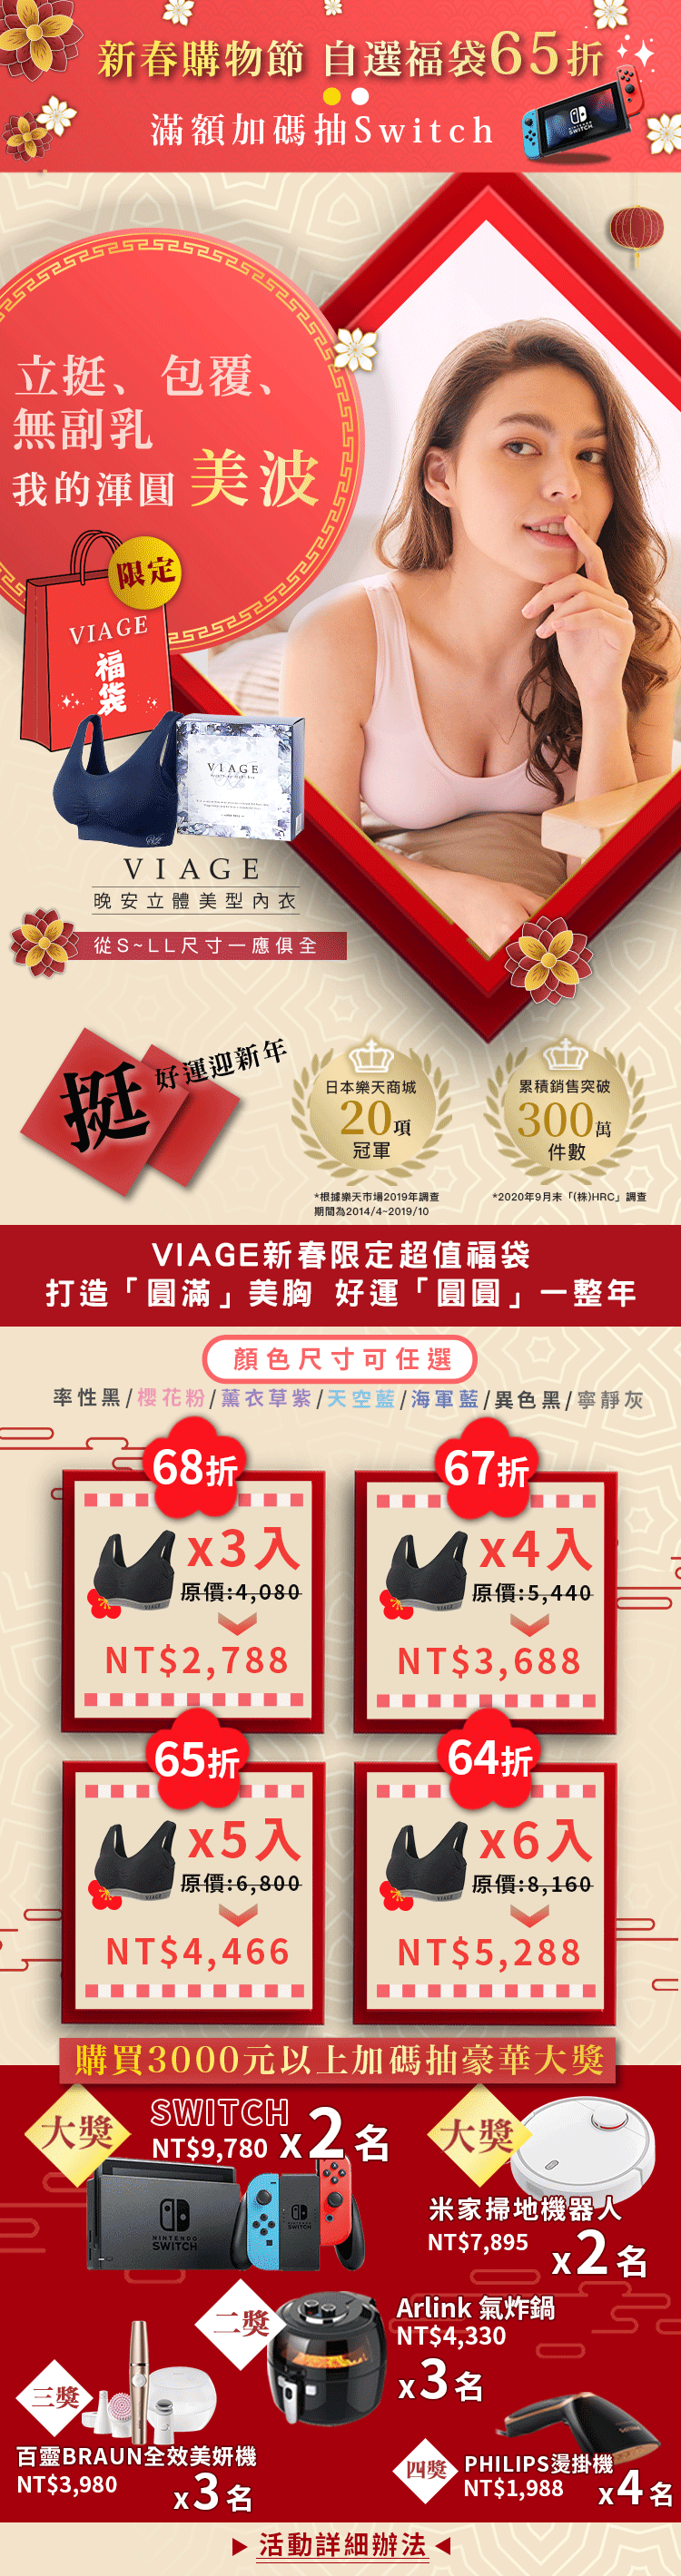 新春購物節 自選福袋65折
滿額加碼抽Switch
立挺、包覆、
無副乳
我的渾圓 美波
限定
VIAGE
福袋
VIAGE
VIAGE
晚安立體美型內衣
從S~LL尺寸一應俱全
挺
好運迎新年
日本樂天商城
20項
冠軍
*根據樂天市場2019年調查
期間為2014/4~2019/10
累積銷售突破
300萬
件數
*2020年9月末「(株)HRC」調查
VIAGE新春限定超值福袋
打造「圓滿」美胸 好運「圓圓」一整年
顏色尺寸可任選
率性黑/櫻花粉/薰衣草紫/天空藍/海軍藍/異色黑/寧靜灰
68折
x3入
原價:4,080
NT$2,788
67折
x4入
原價:5,440
NT$3,688
65折
x5入
原價:6,800
NT$4,466
64折
x6入
原價:8,160
NT$5,288
購買3000元以上加碼抽豪華大獎
大獎
SWITCH
NT$9,780 x2名
NINTENDO
SWITCH
大獎
米家掃地機器人
NT$7,895
x2名
二獎
Arlink 氣炸鍋
NT$4,330
x3名
三獎
百靈BRAUN全效美妍機
NT$3,980
x3名
四獎
PHILIPS燙掛機
NT$1,988
x4名
▶ 活動詳細辦法 ◀